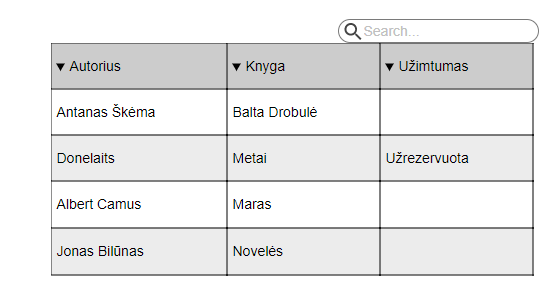 Search...
Autorius Knyga Užimtumas
Antanas Škėma Balta Drobulė
Donelaits Metai Užrezervuota
Albert Camus Maras
Jonas Bilūnas Novelės